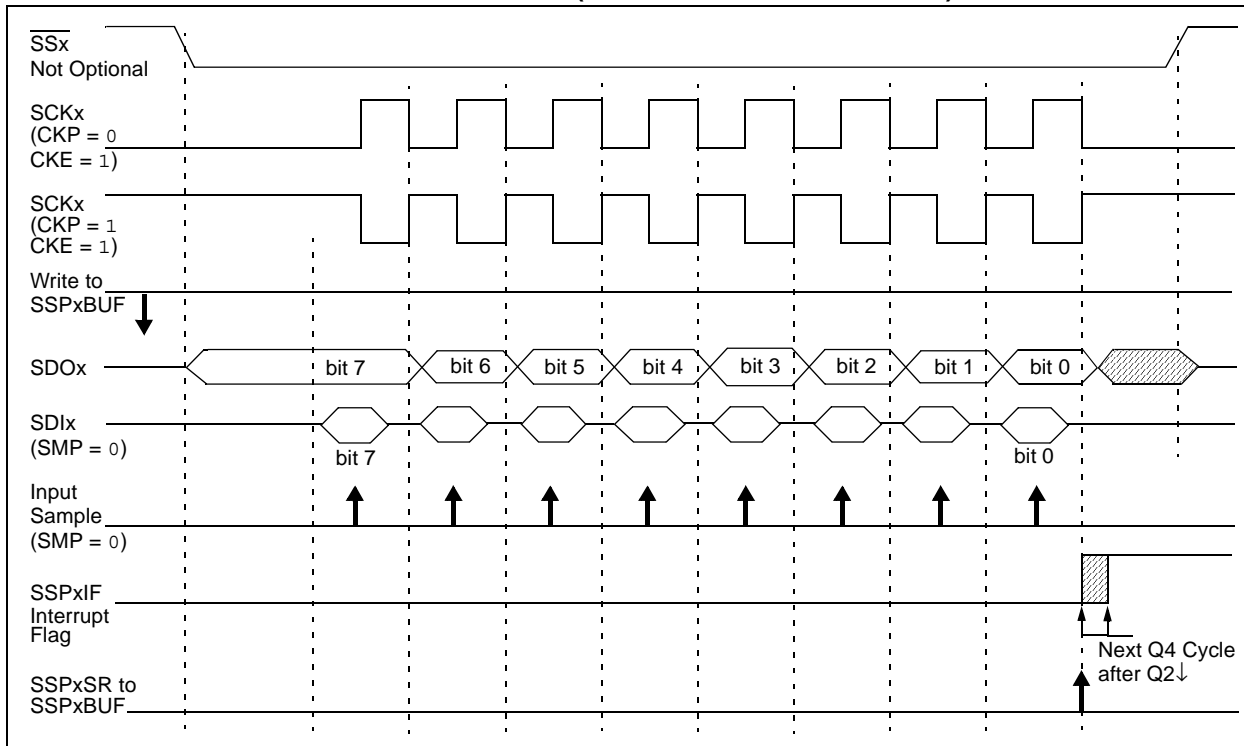 SSx
Not Optional
SCKx
(CKP = 0
CKE = 1)
SCKx
(CKP = 1
CKE = 1)
Write to
SSPxBUF
SDOx
bit 7
bit 6
bit 5
bit 4
bit 3
bit 2
bit 1
bit 0
SDIx
(SMP = 0)
bit 7
bit 0
Input
Sample
(SMP = 0)
SSPxIF
Interrupt
Flag
Next Q4 Cycle
after Q2↓
SSPxSR to
SSPxBUF